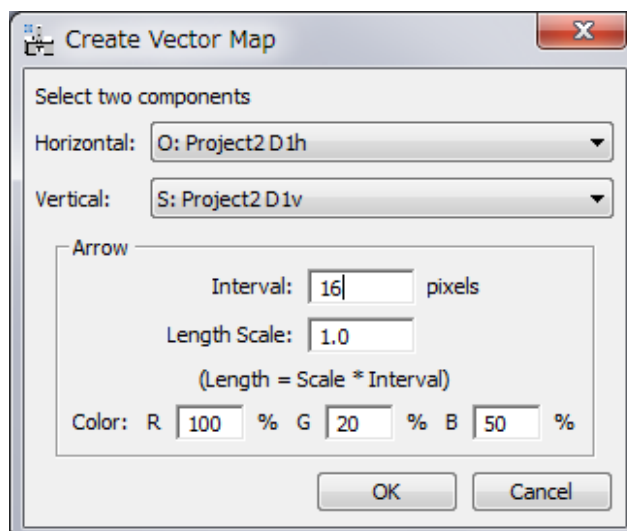 Create Vector Map
Select two components
Horizontal: O: Project2 D1h
Vertical: S: Project2 D1v
Arrow
Interval: 16 pixels
Length Scale: 1.0
(Length = Scale * Interval)
Color: R 100 % G 20 % B 50 %
OK Cancel